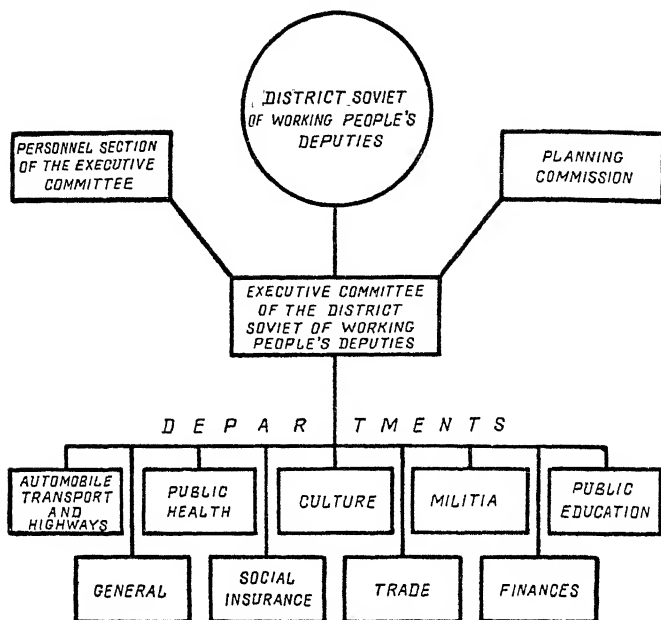 DISTRICT SOVIET
OF WORKING PEOPLE'S
DEPUTIES
PERSONNEL SECTION
OF THE EXECUTIVE
COMMITTEE
PLANNING
COMMISSION
EXECUTIVE COMMITTEE
OF THE DISTRICT
SOVIET OF WORKING
PEOPLE'S DEPUTIES
DEPARTMENTS
AUTOMOBILE
TRANSPORT
AND
HIGHWAYS
PUBLIC
HEALTH
CULTURE
MILITIA
PUBLIC
EDUCATION
GENERAL
SOCIAL
INSURANCE
TRADE
FINANCES